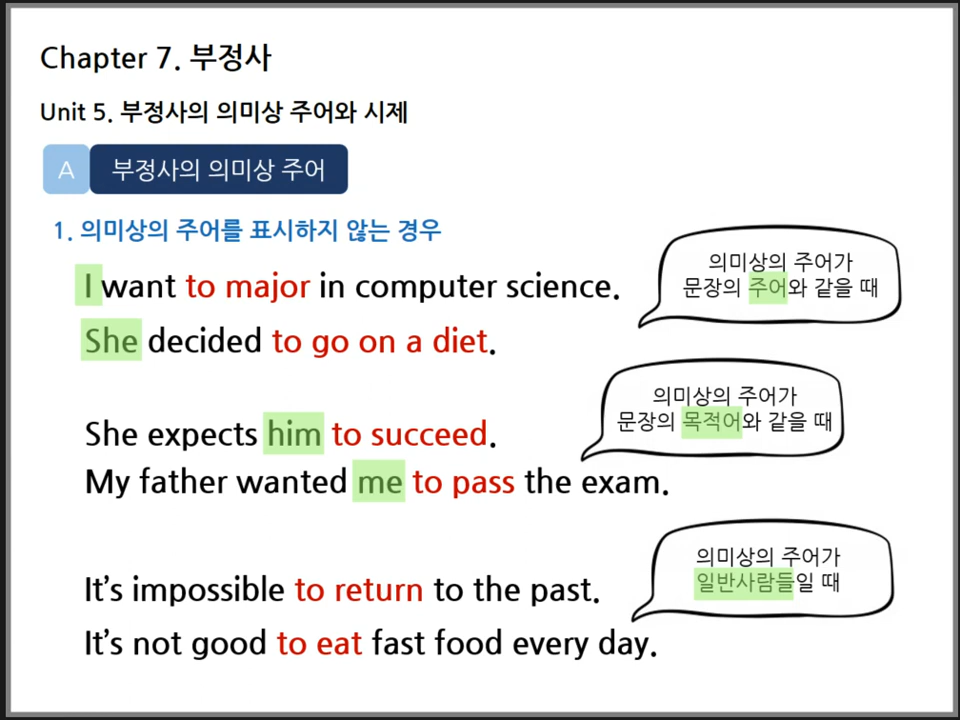 Chapter 7. 부정사
Unit 5. 부정사의 의미상 주어와 시제
A 부정사의 의미상 주어
1. 의미상의 주어를 표시하지 않는 경우
I want to major in computer science.
의미상의 주어가
문장의 주어와 같을 때
She decided to go on a diet.
She expects him to succeed.
의미상의 주어가
문장의 목적어와 같을 때
My father wanted me to pass the exam.
It's impossible to return to the past.
의미상의 주어가
일반사람들일 때
It's not good to eat fast food every day.